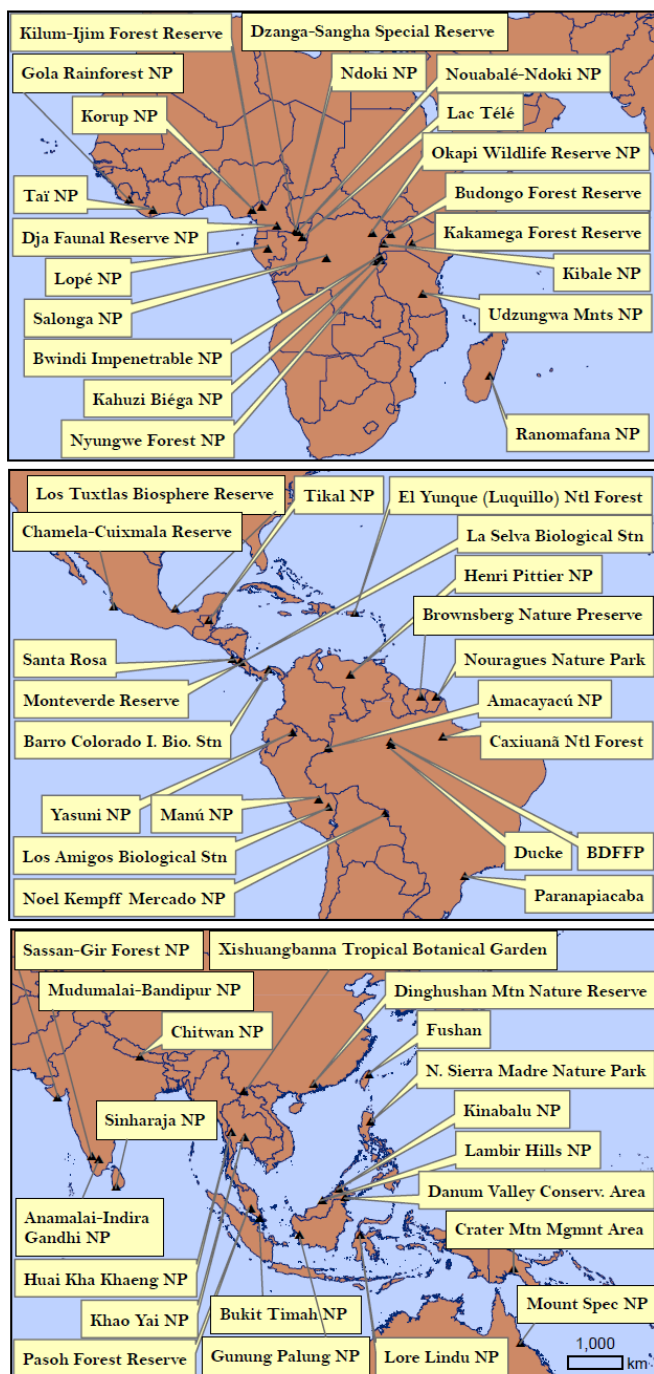 Kilum-Ijim Forest Reserve
Dzanga-Sangha Special Reserve
Gola Rainforest NP
Ndoki NP
Nouabalé-Ndoki NP
Korup NP
Lac Télé
Okapi Wildlife Reserve NP
Taï NP
Budongo Forest Reserve
Dja Faunal Reserve NP
Kakamega Forest Reserve
Lopé NP
Kibale NP
Salonga NP
Udzungwa Mnts NP
Bwindi Impenetrable NP
Kahuzi Biéga NP
Nyungwe Forest NP
Ranomafana NP
Los Tuxtlas Biosphere Reserve
Tikal NP
El Yunque (Luquillo) Ntl Forest
Chamela-Cuixmala Reserve
La Selva Biological Stn
Henri Pittier NP
Brownsberg Nature Preserve
Santa Rosa
Nouragues Nature Park
Monteverde Reserve
Amacayacú NP
Barro Colorado I. Bio. Stn
Caxiuanã Ntl Forest
Yasuni NP
Manú NP
Los Amigos Biological Stn
Ducke
BDFFP
Noel Kempff Mercado NP
Paranapiacaba
Sassan-Gir Forest NP
Xishuangbanna Tropical Botanical Garden
Mudumalai-Bandipur NP
Dinghushan Mtn Nature Reserve
Chitwan NP
Fushan
N. Sierra Madre Nature Park
Sinharaja NP
Kinabalu NP
Lambir Hills NP
Danum Valley Conserv. Area
Anamalai-Indira
Gandhi NP
Crater Mtn Mgmnt Area
Huai Kha Khaeng NP
Khao Yai NP
Bukit Timah NP
Mount Spec NP
Pasoh Forest Reserve
Gunung Palung NP
Lore Lindu NP
1,000
km